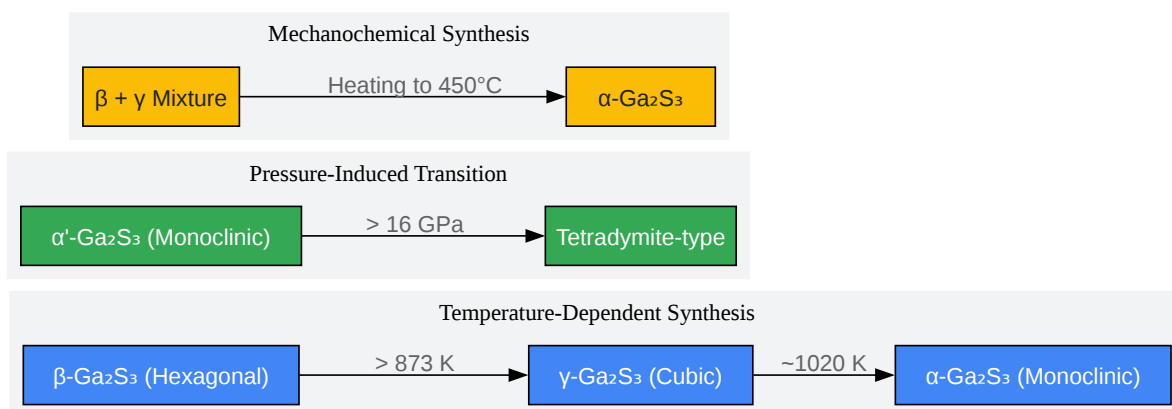 Mechanochemical Synthesis
β + γ Mixture
Heating to 450°C
α-Ga₂S₃
Pressure-Induced Transition
α'-Ga₂S₃ (Monoclinic)
> 16 GPa
Tetradymite-type
Temperature-Dependent Synthesis
β-Ga₂S₃ (Hexagonal)
> 873 K
γ-Ga₂S₃ (Cubic)
~1020 K
α-Ga₂S₃ (Monoclinic)